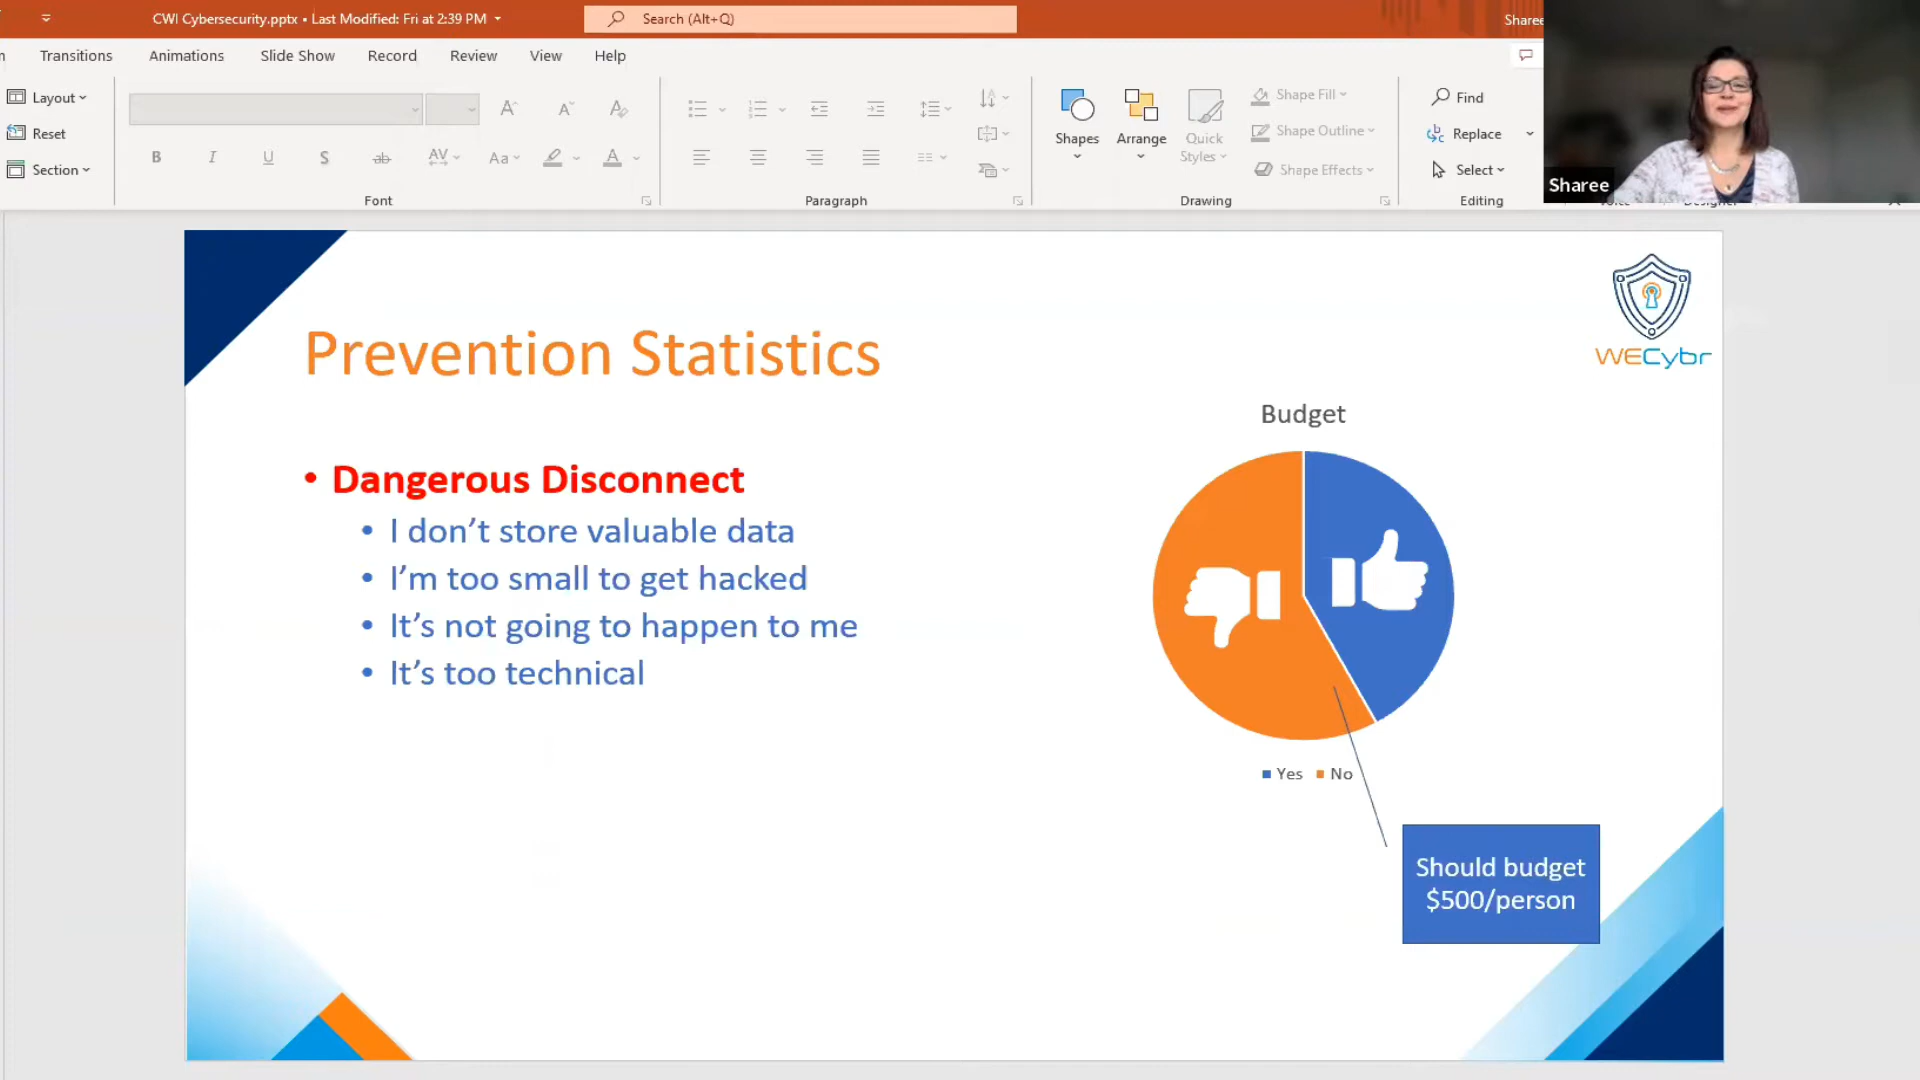 CWI Cybersecurity.pptx • Last Modified: Fri at 2:39 PM
Search (Alt+Q)
Sharee
Transitions
Animations
Slide Show
Record
Review
View
Help
Layout
Reset
Section
B I U S ab AV Aa A
Font
Paragraph
Shapes
Arrange
Quick
Styles
Shape Fill
Shape Outline
Shape Effects
Drawing
Find
Replace
Select
Editing
Sharee
WECybr
Prevention Statistics
Budget
• Dangerous Disconnect
• I don’t store valuable data
• I’m too small to get hacked
• It’s not going to happen to me
• It’s too technical
Yes No
Should budget
$500/person